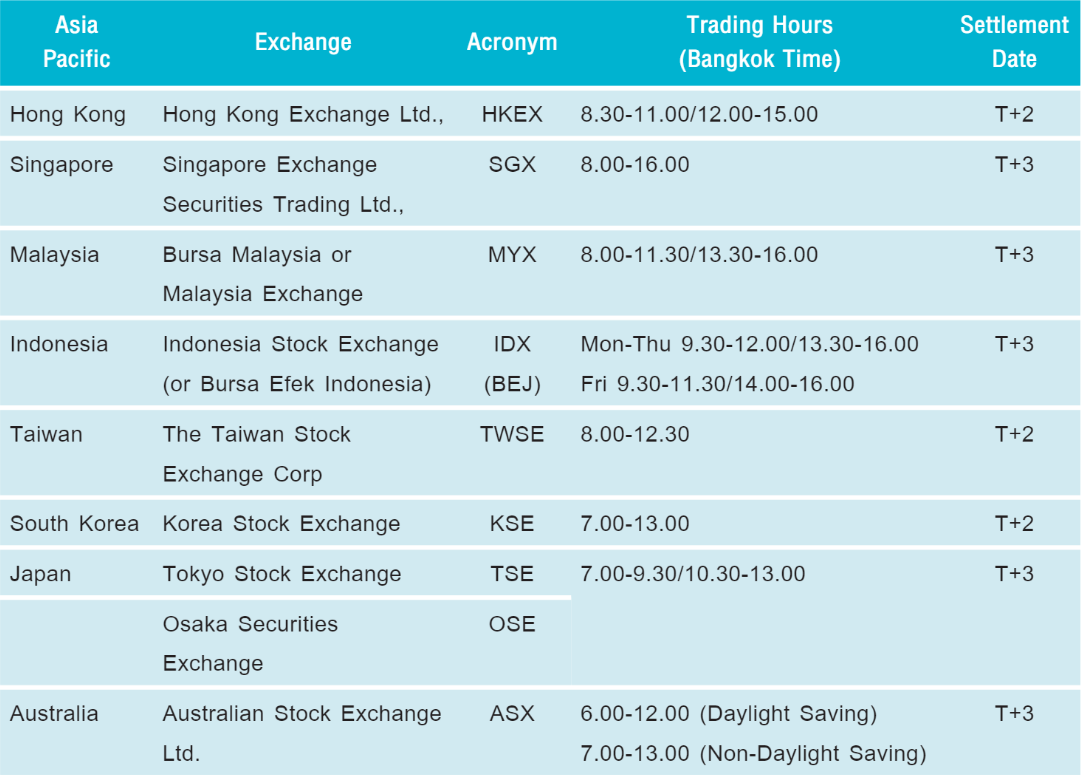 Asia Pacific Exchange Acronym Trading Hours (Bangkok Time) Settlement Date
Hong Kong Hong Kong Exchange Ltd., HKEX 8.30-11.00/12.00-15.00 T+2
Singapore Singapore Exchange SGX 8.00-16.00 T+3
Securities Trading Ltd.,
Malaysia Bursa Malaysia or MYX 8.00-11.30/13.30-16.00 T+3
Malaysia Exchange
Indonesia Indonesia Stock Exchange IDX Mon-Thu 9.30-12.00/13.30-16.00 T+3
(or Bursa Efek Indonesia) (BEJ) Fri 9.30-11.30/14.00-16.00
Taiwan The Taiwan Stock TWSE 8.00-12.30 T+2
Exchange Corp
South Korea Korea Stock Exchange KSE 7.00-13.00 T+2
Japan Tokyo Stock Exchange TSE 7.00-9.30/10.30-13.00 T+3
Osaka Securities OSE
Exchange
Australia Australian Stock Exchange ASX 6.00-12.00 (Daylight Saving) T+3
Ltd. 7.00-13.00 (Non-Daylight Saving)